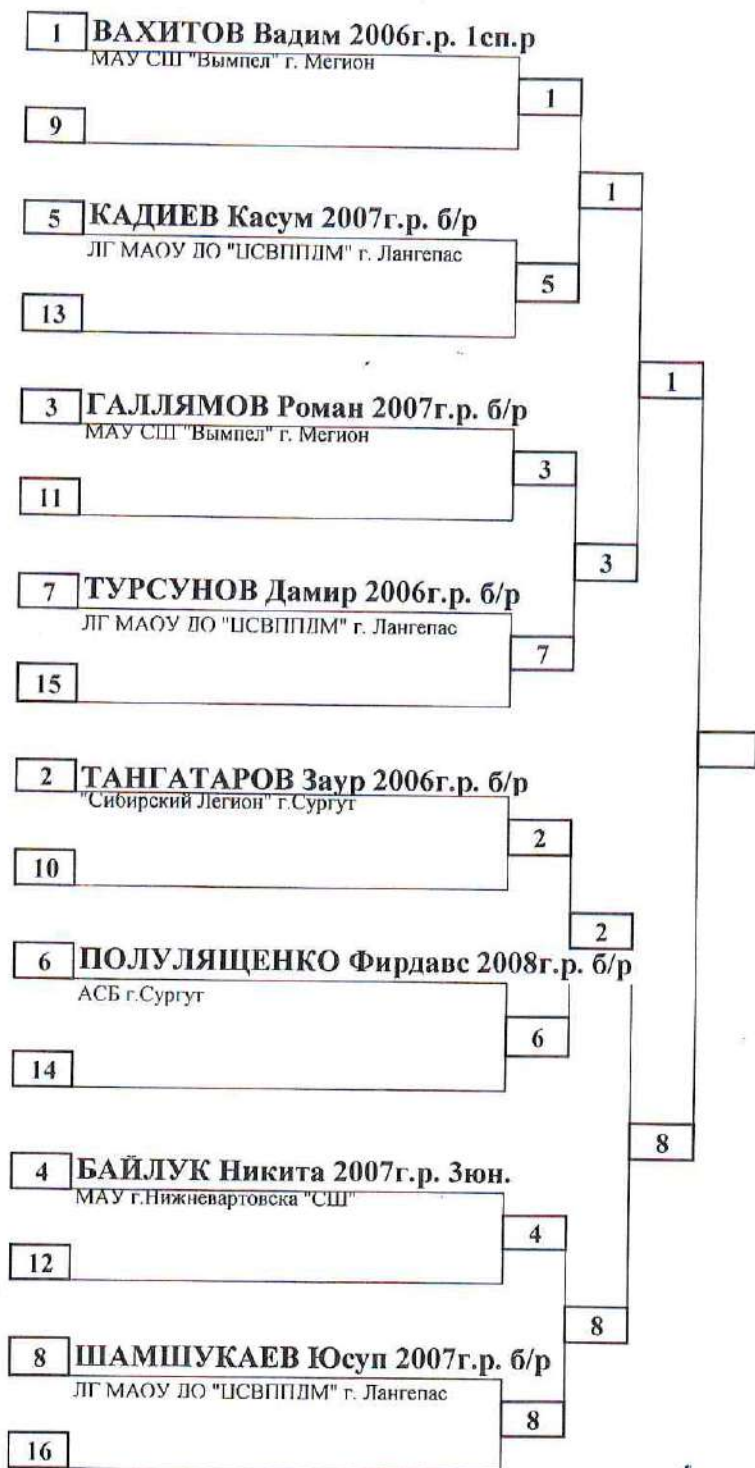 1 ВАХИТОВ Вадим 2006г.р. 1сп.р
МАУ СШ "Вымпел" г. Мегион
1
9
1
5 КАДИЕВ Касум 2007г.р. б/р
ЛГ МАОУ ДО "ЦСВППДМ" г. Лангепас
5
13
1
3 ГАЛЛЯМОВ Роман 2007г.р. б/р
МАУ СШ "Вымпел" г. Мегион
3
11
3
7 ТУРСУНОВ Дамир 2006г.р. б/р
ЛГ МАОУ ДО "ЦСВППДМ" г. Лангепас
7
15
2 ТАНГАТАРОВ Заур 2006г.р. б/р
"Сибирский Легион" г.Сургут
2
10
2
6 ПОЛУЛЯЩЕНКО Фирдавс 2008г.р. б/р
АСБ г.Сургут
6
14
8
4 БАЙЛУК Никита 2007г.р. 3юн.
МАУ г.Нижневартовска "СШ"
4
12
8
8 ШАМШУКАЕВ Юсуп 2007г.р. б/р
ЛГ МАОУ ДО "ЦСВППДМ" г. Лангепас
8
16